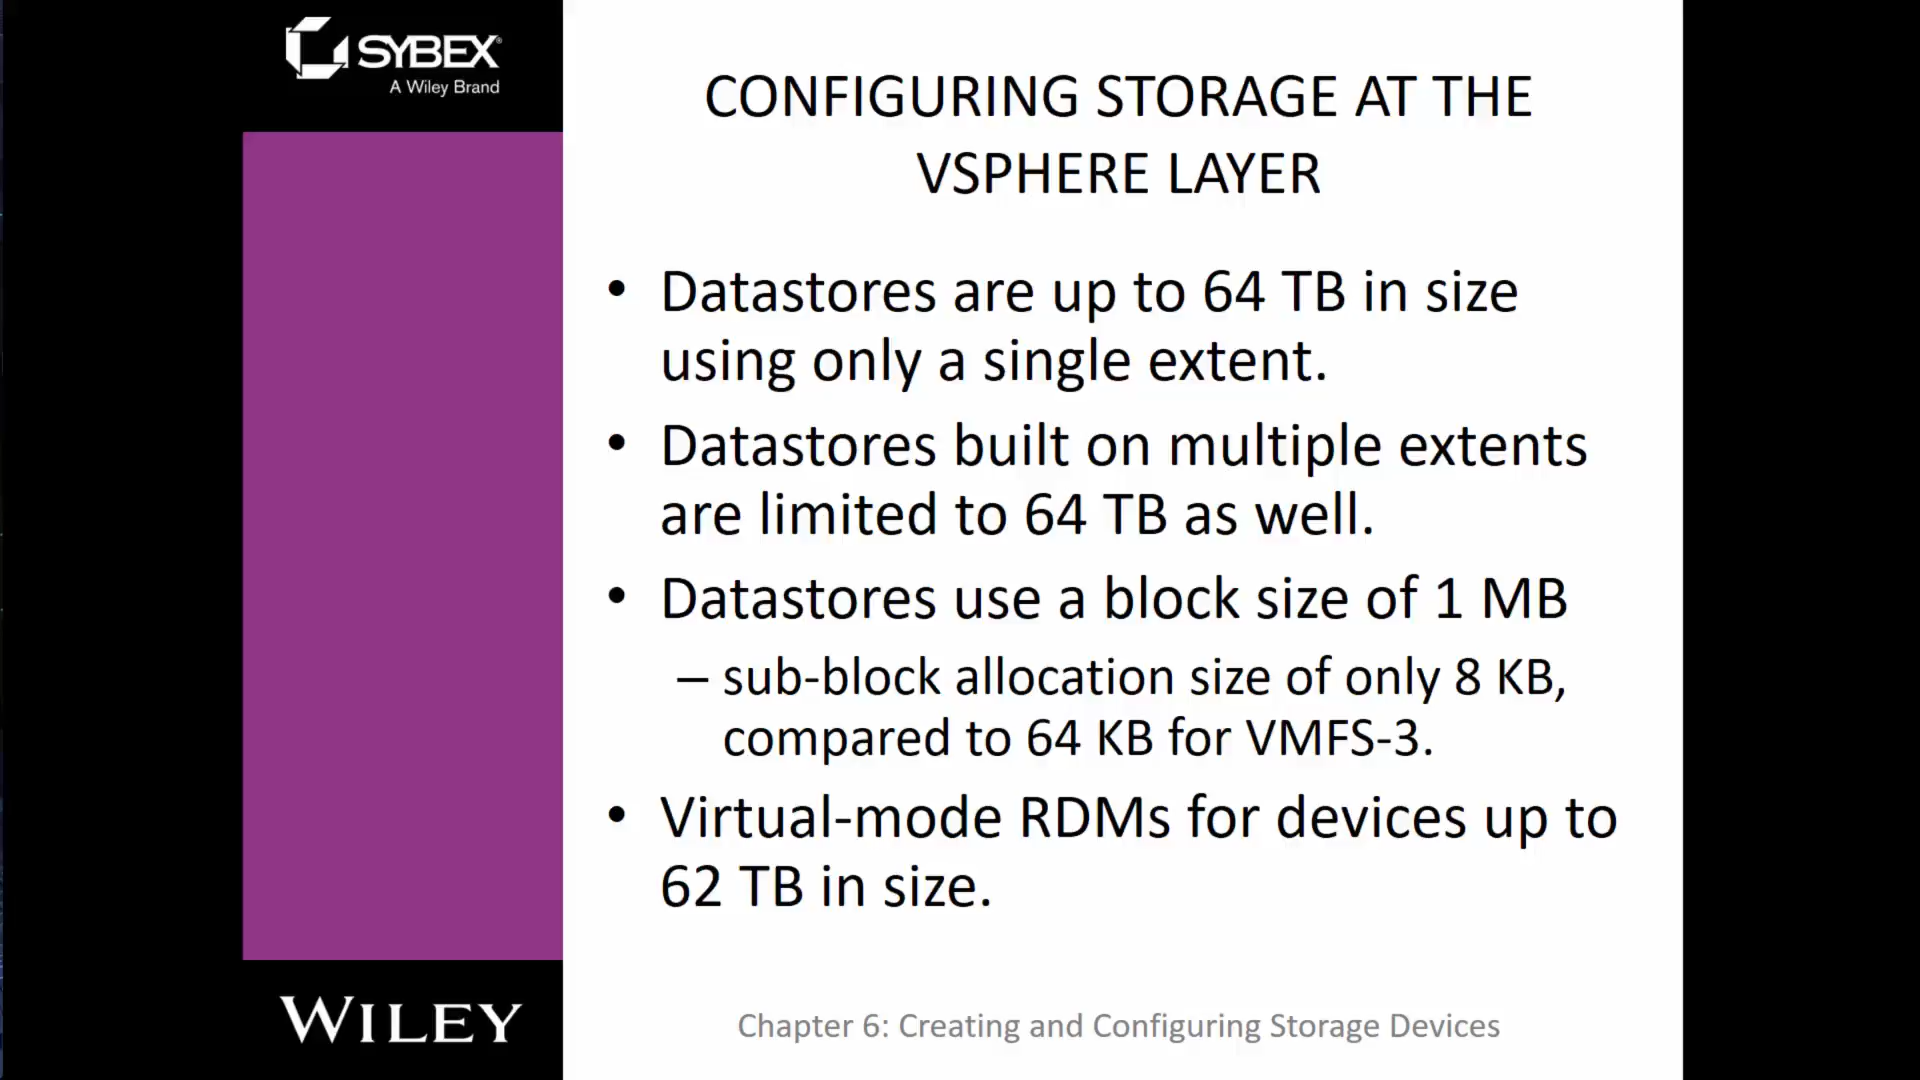 SYBEX®
A Wiley Brand
CONFIGURING STORAGE AT THE
VSPHERE LAYER
• Datastores are up to 64 TB in size
using only a single extent.
• Datastores built on multiple extents
are limited to 64 TB as well.
• Datastores use a block size of 1 MB
– sub-block allocation size of only 8 KB,
compared to 64 KB for VMFS-3.
• Virtual-mode RDMs for devices up to
62 TB in size.
WILEY
Chapter 6: Creating and Configuring Storage Devices